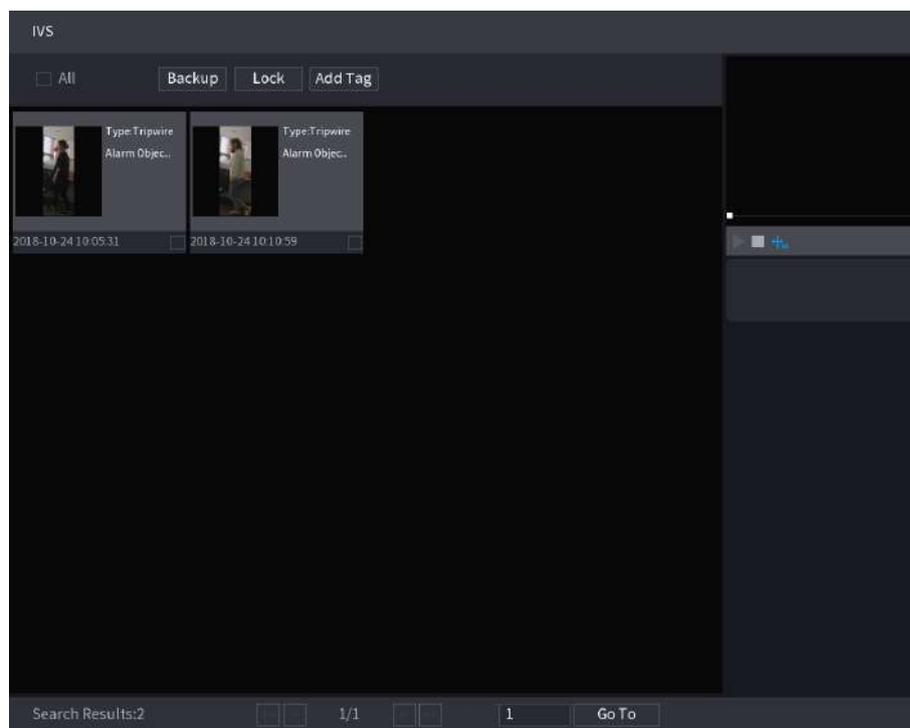 IVS
All
Backup
Lock
Add Tag
Type:Tripwire
Alarm Objec..
2018-10-24 10:05:31
Type:Tripwire
Alarm Objec..
2018-10-24 10:10:59
Search Results:2
1/1
1
Go To